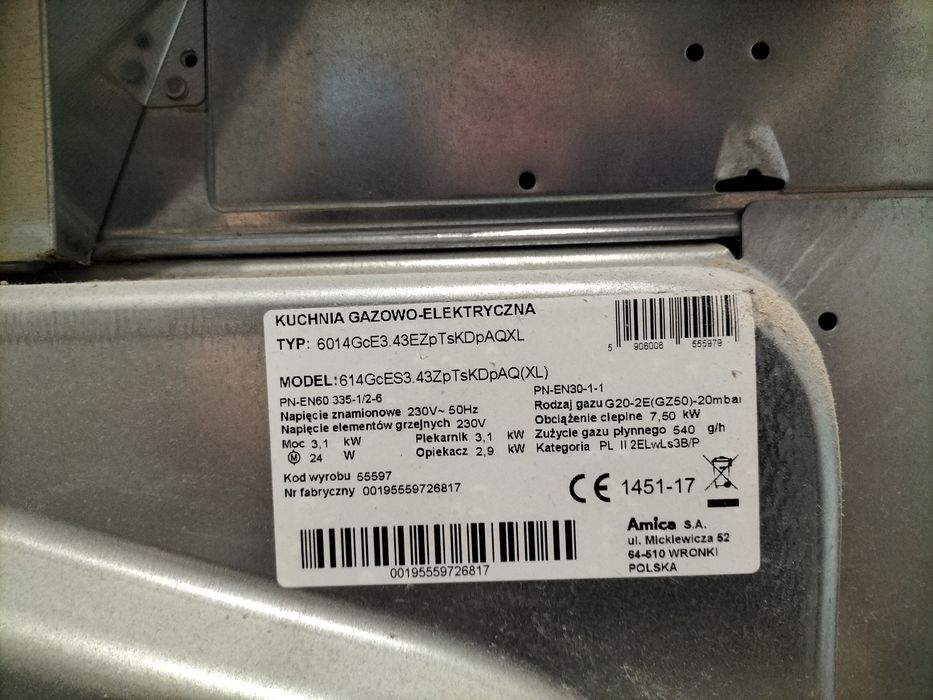 KUCHNIA GAZOWO-ELEKTRYCZNA
TYP: 6014GcE3.43EZpTsKDpAQXL
5 906006 555979
MODEL:614GcES3.43ZpTsKDpAQ(XL)
PN-EN60 335-1/2-6
Napięcie znamionowe 230V~ 50Hz
Napięcie elementów grzejnych 230V
Moc 3,1 kW Piekarnik 3,1 kW
M 24 W Opiekacz 2,9 kW
PN-EN30-1-1
Rodzaj gazu G20-2E(GZ50)-20mbar
Obciążenie cieplne 7,50 kW
Zużycie gazu płynnego 540 g/h
Kategoria PL II 2ELwLs3B/P
Kod wyrobu 55597
Nr fabryczny 00195559726817
CE 1451-17
00195559726817
Amica S.A.
ul. Mickiewicza 52
64-510 WRONKI
POLSKA